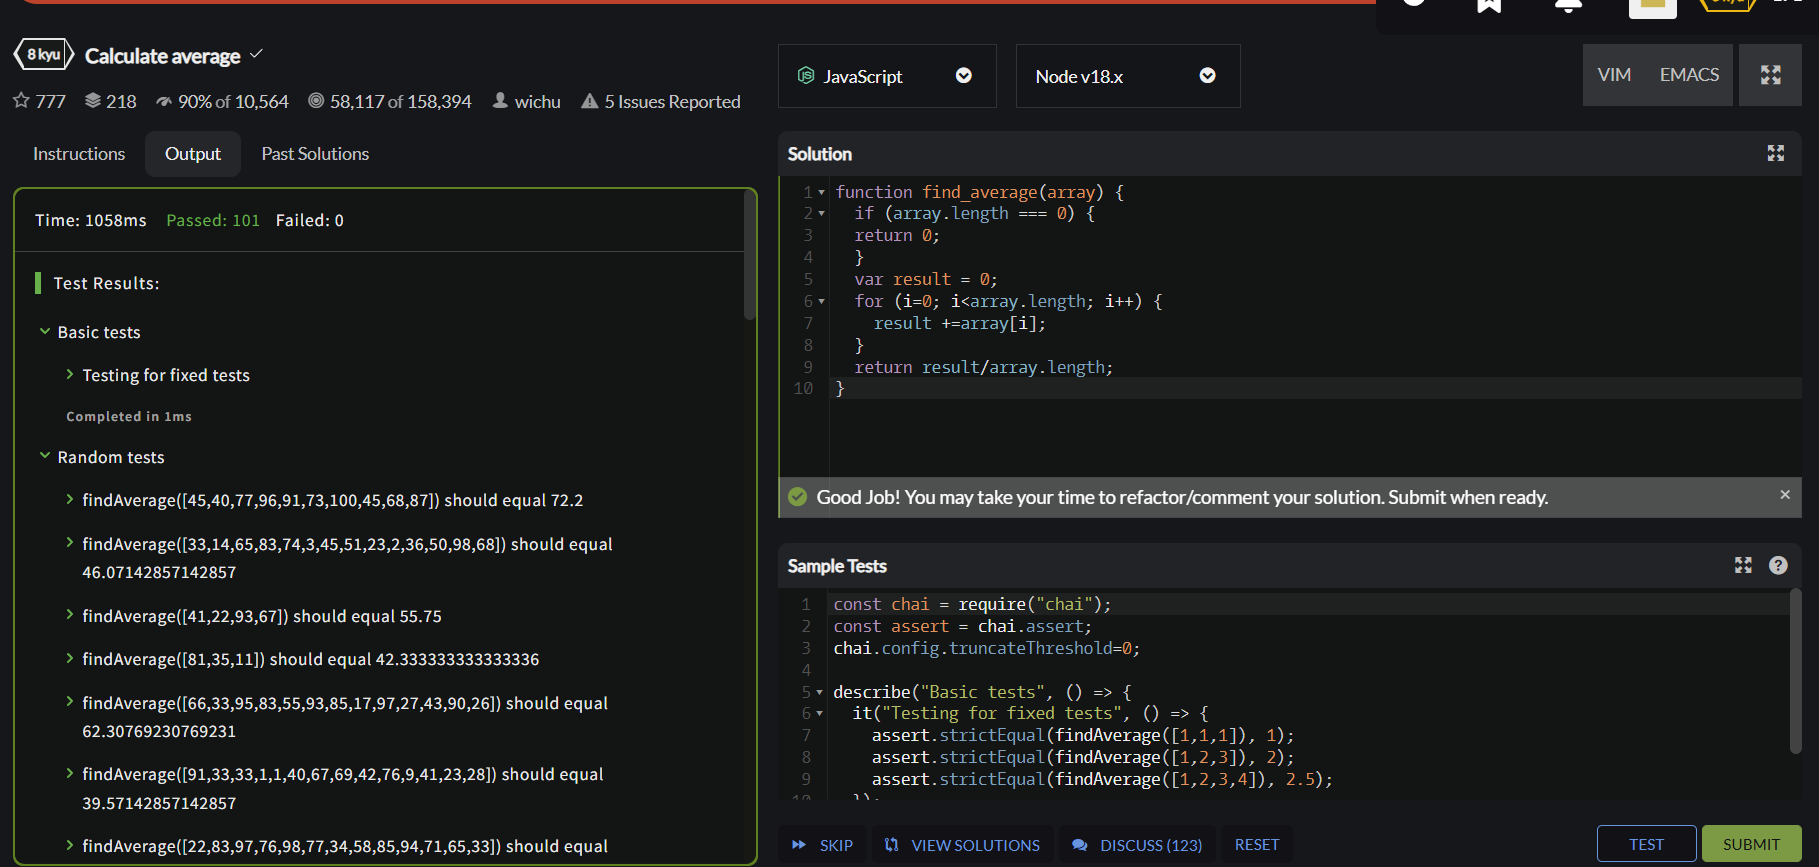 8 kyu Calculate average
777 218 90% of 10,564 58,117 of 158,394 wichu 5 Issues Reported
Instructions Output Past Solutions
Time: 1058ms Passed: 101 Failed: 0
Test Results:
Basic tests
Testing for fixed tests
Completed in 1ms
Random tests
findAverage([45,40,77,96,91,73,100,45,68,87]) should equal 72.2
findAverage([33,14,65,83,74,3,45,51,23,2,36,50,98,68]) should equal
46.07142857142857
findAverage([41,22,93,67]) should equal 55.75
findAverage([81,35,11]) should equal 42.333333333333336
findAverage([66,33,95,83,55,93,85,17,97,27,43,90,26]) should equal
62.30769230769231
findAverage([91,33,33,1,1,40,67,69,42,76,9,41,23,28]) should equal
39.57142857142857
findAverage([22,83,97,76,98,77,34,58,85,94,71,65,33]) should equal
JS JavaScript Node v18.x VIM EMACS
Solution
1 function find_average(array) {
2 if (array.length === 0) {
3 return 0;
4 }
5 var result = 0;
6 for (i=0; i<array.length; i++) {
7 result +=array[i];
8 }
9 return result/array.length;
10 }
Good Job! You may take your time to refactor/comment your solution. Submit when ready.
Sample Tests
1 const chai = require("chai");
2 const assert = chai.assert;
3 chai.config.truncateThreshold=0;
4
5 describe("Basic tests", () => {
6 it("Testing for fixed tests", () => {
7 assert.strictEqual(findAverage([1,1,1]), 1);
8 assert.strictEqual(findAverage([1,2,3]), 2);
9 assert.strictEqual(findAverage([1,2,3,4]), 2.5);
10 });
SKIP VIEW SOLUTIONS DISCUSS (123) RESET TEST SUBMIT